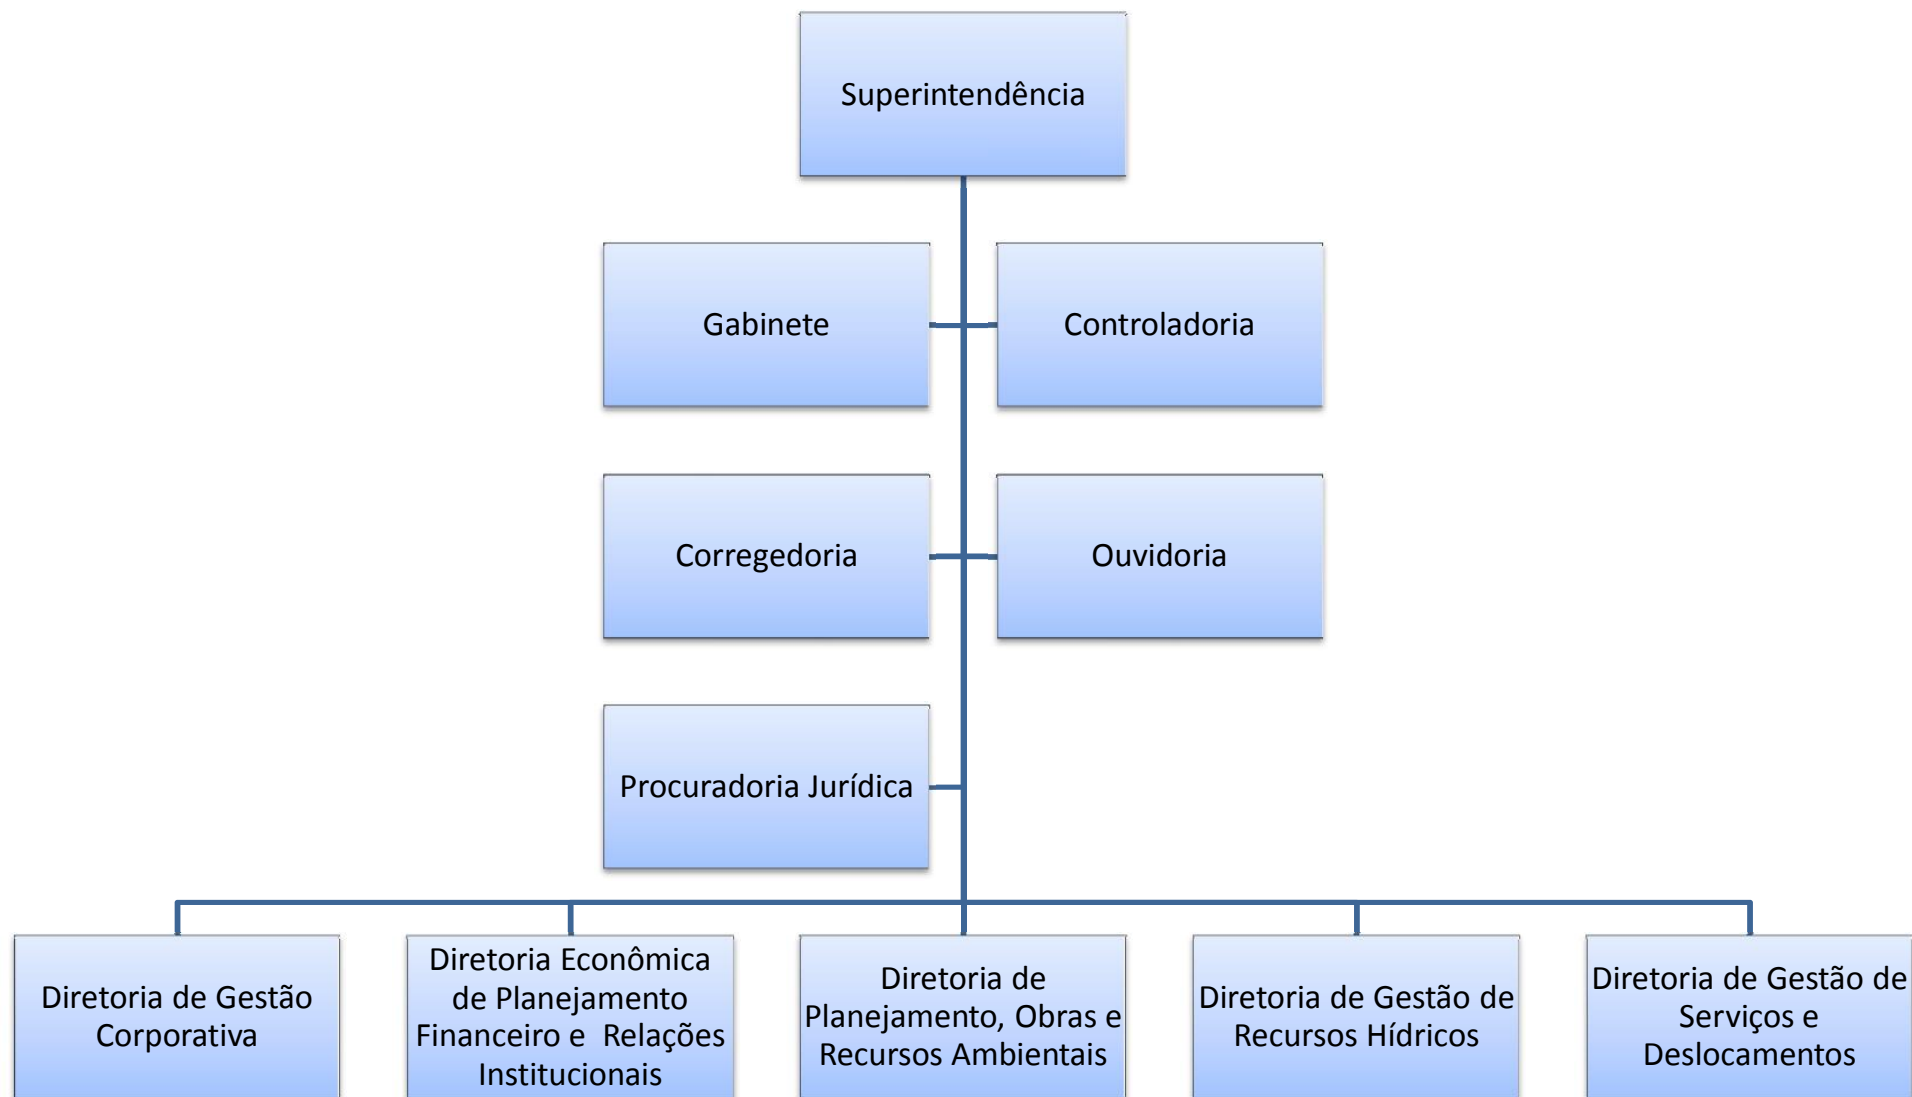 Superintendência
Gabinete
Controladoria
Corregedoria
Ouvidoria
Procuradoria Jurídica
Diretoria de Gestão
Corporativa
Diretoria Econômica
de Planejamento
Financeiro e  Relações
Institucionais
Diretoria de
Planejamento, Obras e
Recursos Ambientais
Diretoria de Gestão de
Recursos Hídricos
Diretoria de Gestão de
Serviços e
Deslocamentos